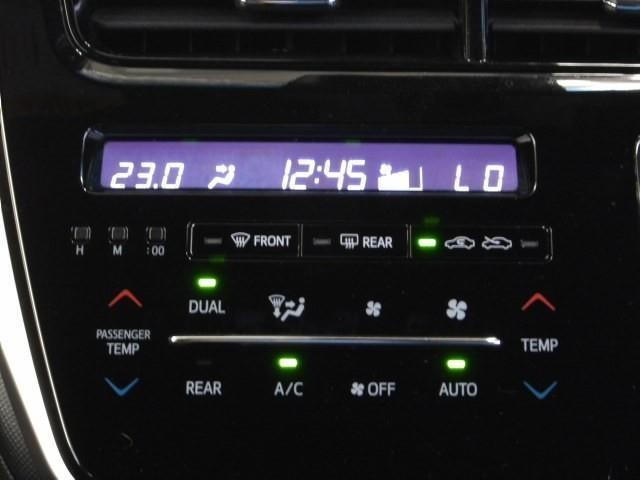 23.0 12:45 LO
H M :00 FRONT REAR
DUAL
PASSENGER
TEMP TEMP
REAR A/C OFF AUTO